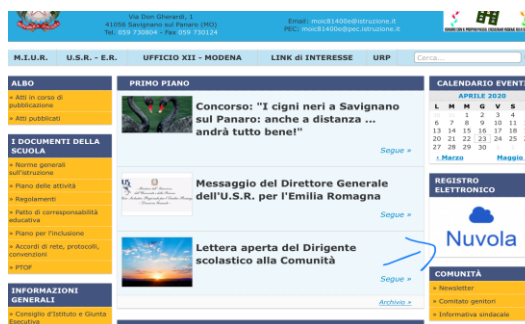 Via Don Gherardi, 1
41056 Savignano sul Panaro (MO)
Tel: 059 730804 - Fax 059 730124
Email: moic81400e@istruzione.it
PEC: moic81400e@pec.istruzione.it
M.I.U.R.
U.S.R. - E.R.
UFFICIO XII - MODENA
LINK di INTERESSE
URP
Cerca...
ALBO
» Atti in corso di
pubblicazione
» Atti pubblicati
I DOCUMENTI DELLA
SCUOLA
» Norme generali
sull'istruzione
» Piano delle attività
» Regolamenti
» Patto di corresponsabilità
educativa
» Piano per l'inclusione
» Accordi di rete, protocolli,
convenzioni
» PTOF
INFORMAZIONI
GENERALI
» Consiglio d'Istituto e Giunta
Esecutiva
PRIMO PIANO
Concorso: "I cigni neri a Savignano
sul Panaro: anche a distanza ...
andrà tutto bene!"
Segue »
Messaggio del Direttore Generale
dell'U.S.R. per l'Emilia Romagna
Segue »
Lettera aperta del Dirigente
scolastico alla Comunità
Segue »
Archivio »
CALENDARIO EVENTI
APRILE 2020
L M M G V S
1 2 3 4
6 7 8 9 10 11
13 14 15 16 17 18
20 21 22 23 24 25
27 28 29 30
< Marzo
Maggio
REGISTRO
ELETTRONICO
Nuvola
COMUNITÀ
» Newsletter
» Comitato genitori
» Informativa sindacale